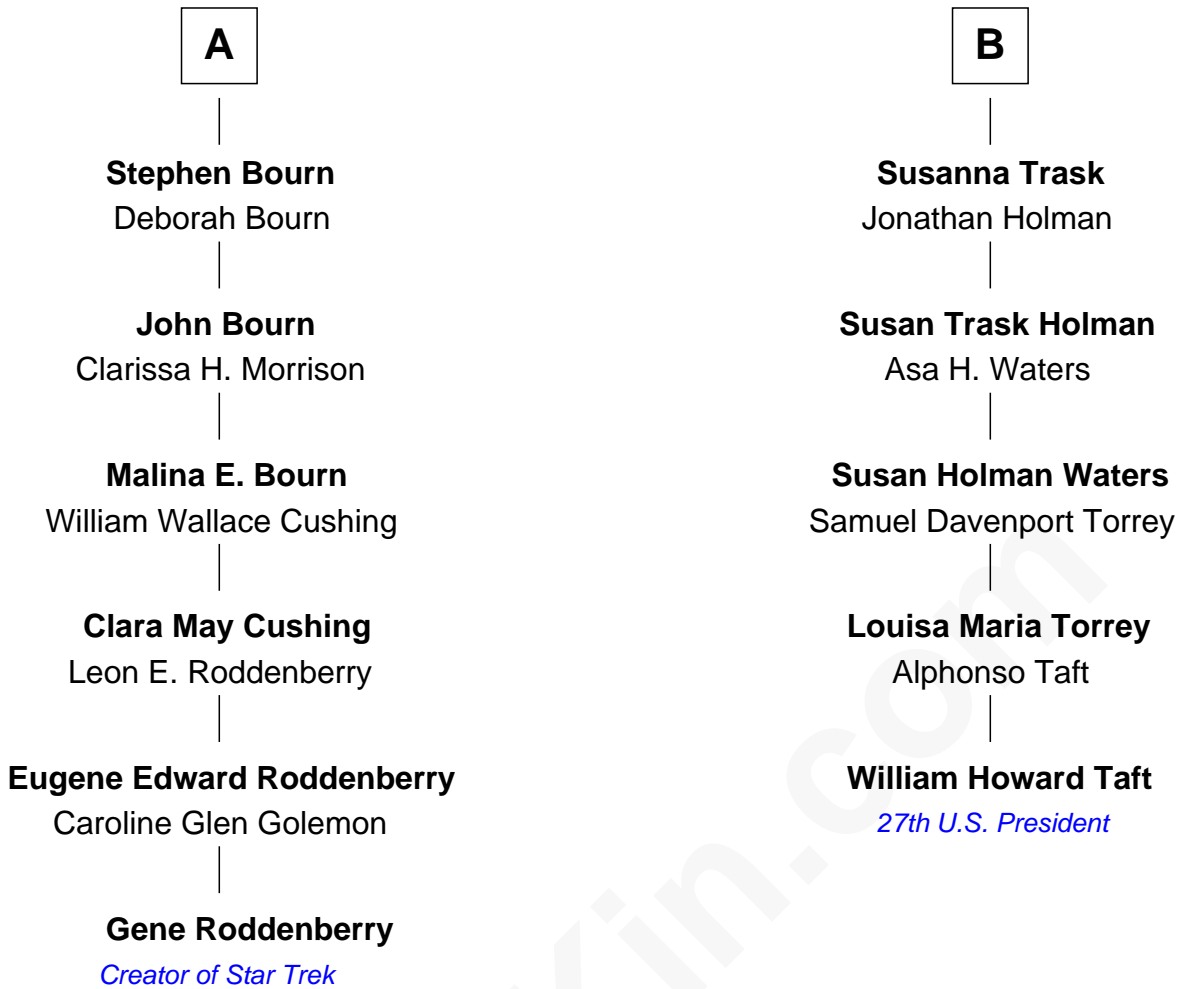 A
Stephen Bourn
Deborah Bourn
John Bourn
Clarissa H. Morrison
Malina E. Bourn
William Wallace Cushing
Clara May Cushing
Leon E. Roddenberry
Eugene Edward Roddenberry
Caroline Glen Golemon
Gene Roddenberry
Creator of Star Trek
B
Susanna Trask
Jonathan Holman
Susan Trask Holman
Asa H. Waters
Susan Holman Waters
Samuel Davenport Torrey
Louisa Maria Torrey
Alphonso Taft
William Howard Taft
27th U.S. President
Kin.com